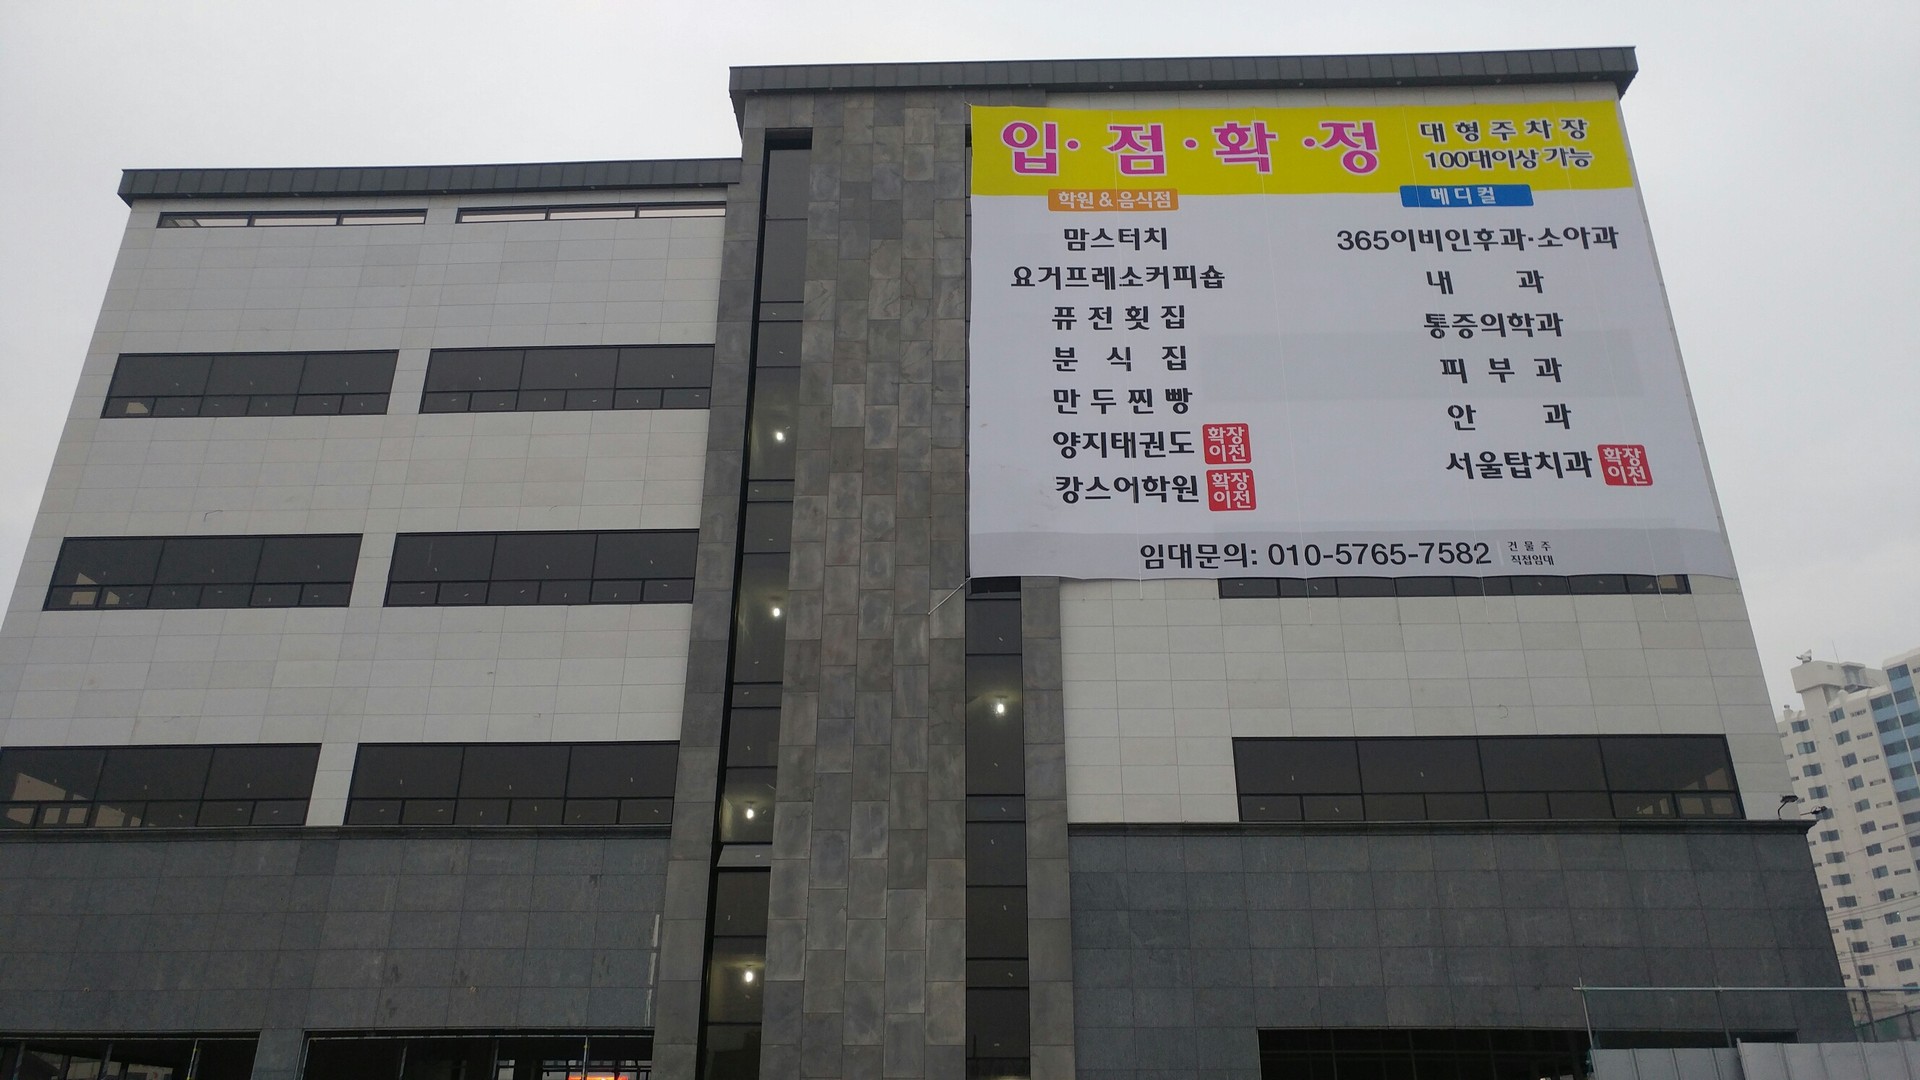 입·점·확·정
대형주차장
100대이상 가능
학원 & 음식점
맘스터치
요거프레소커피숍
퓨전횟집
분식집
만두찐빵
양지태권도 확장이전
캉스어학원 확장이전
메디컬
365이비인후과·소아과
내과
통증의학과
피부과
안과
서울탑치과 확장이전
임대문의: 010-5765-7582 건물주 직접임대